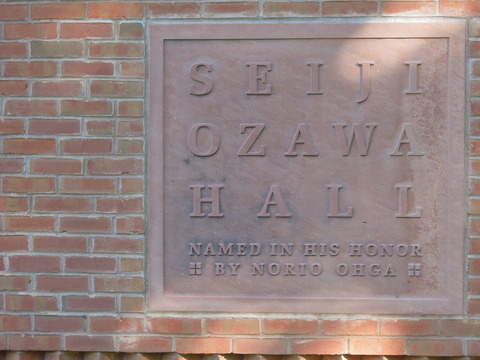 SEIJI
OZAWA
HALL
NAMED IN HIS HONOR
BY NORIO OHGA